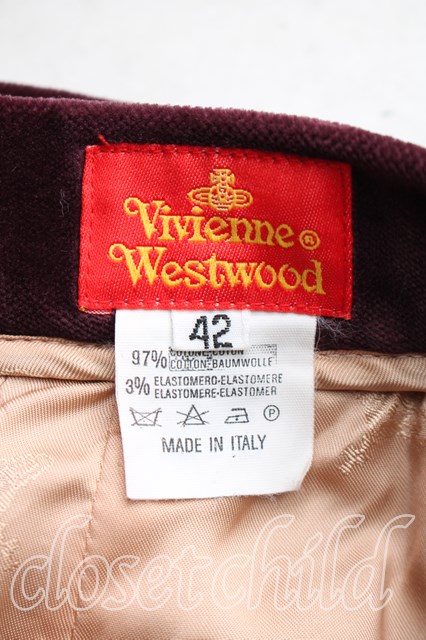 Vivienne ®
Westwood
42
97% COTONE-COTON
COTTON-BAUMWOLLE
3% ELASTOMERO-ELASTOMERE
ELASTOMERE-ELASTOMER
P
MADE IN ITALY
closet child